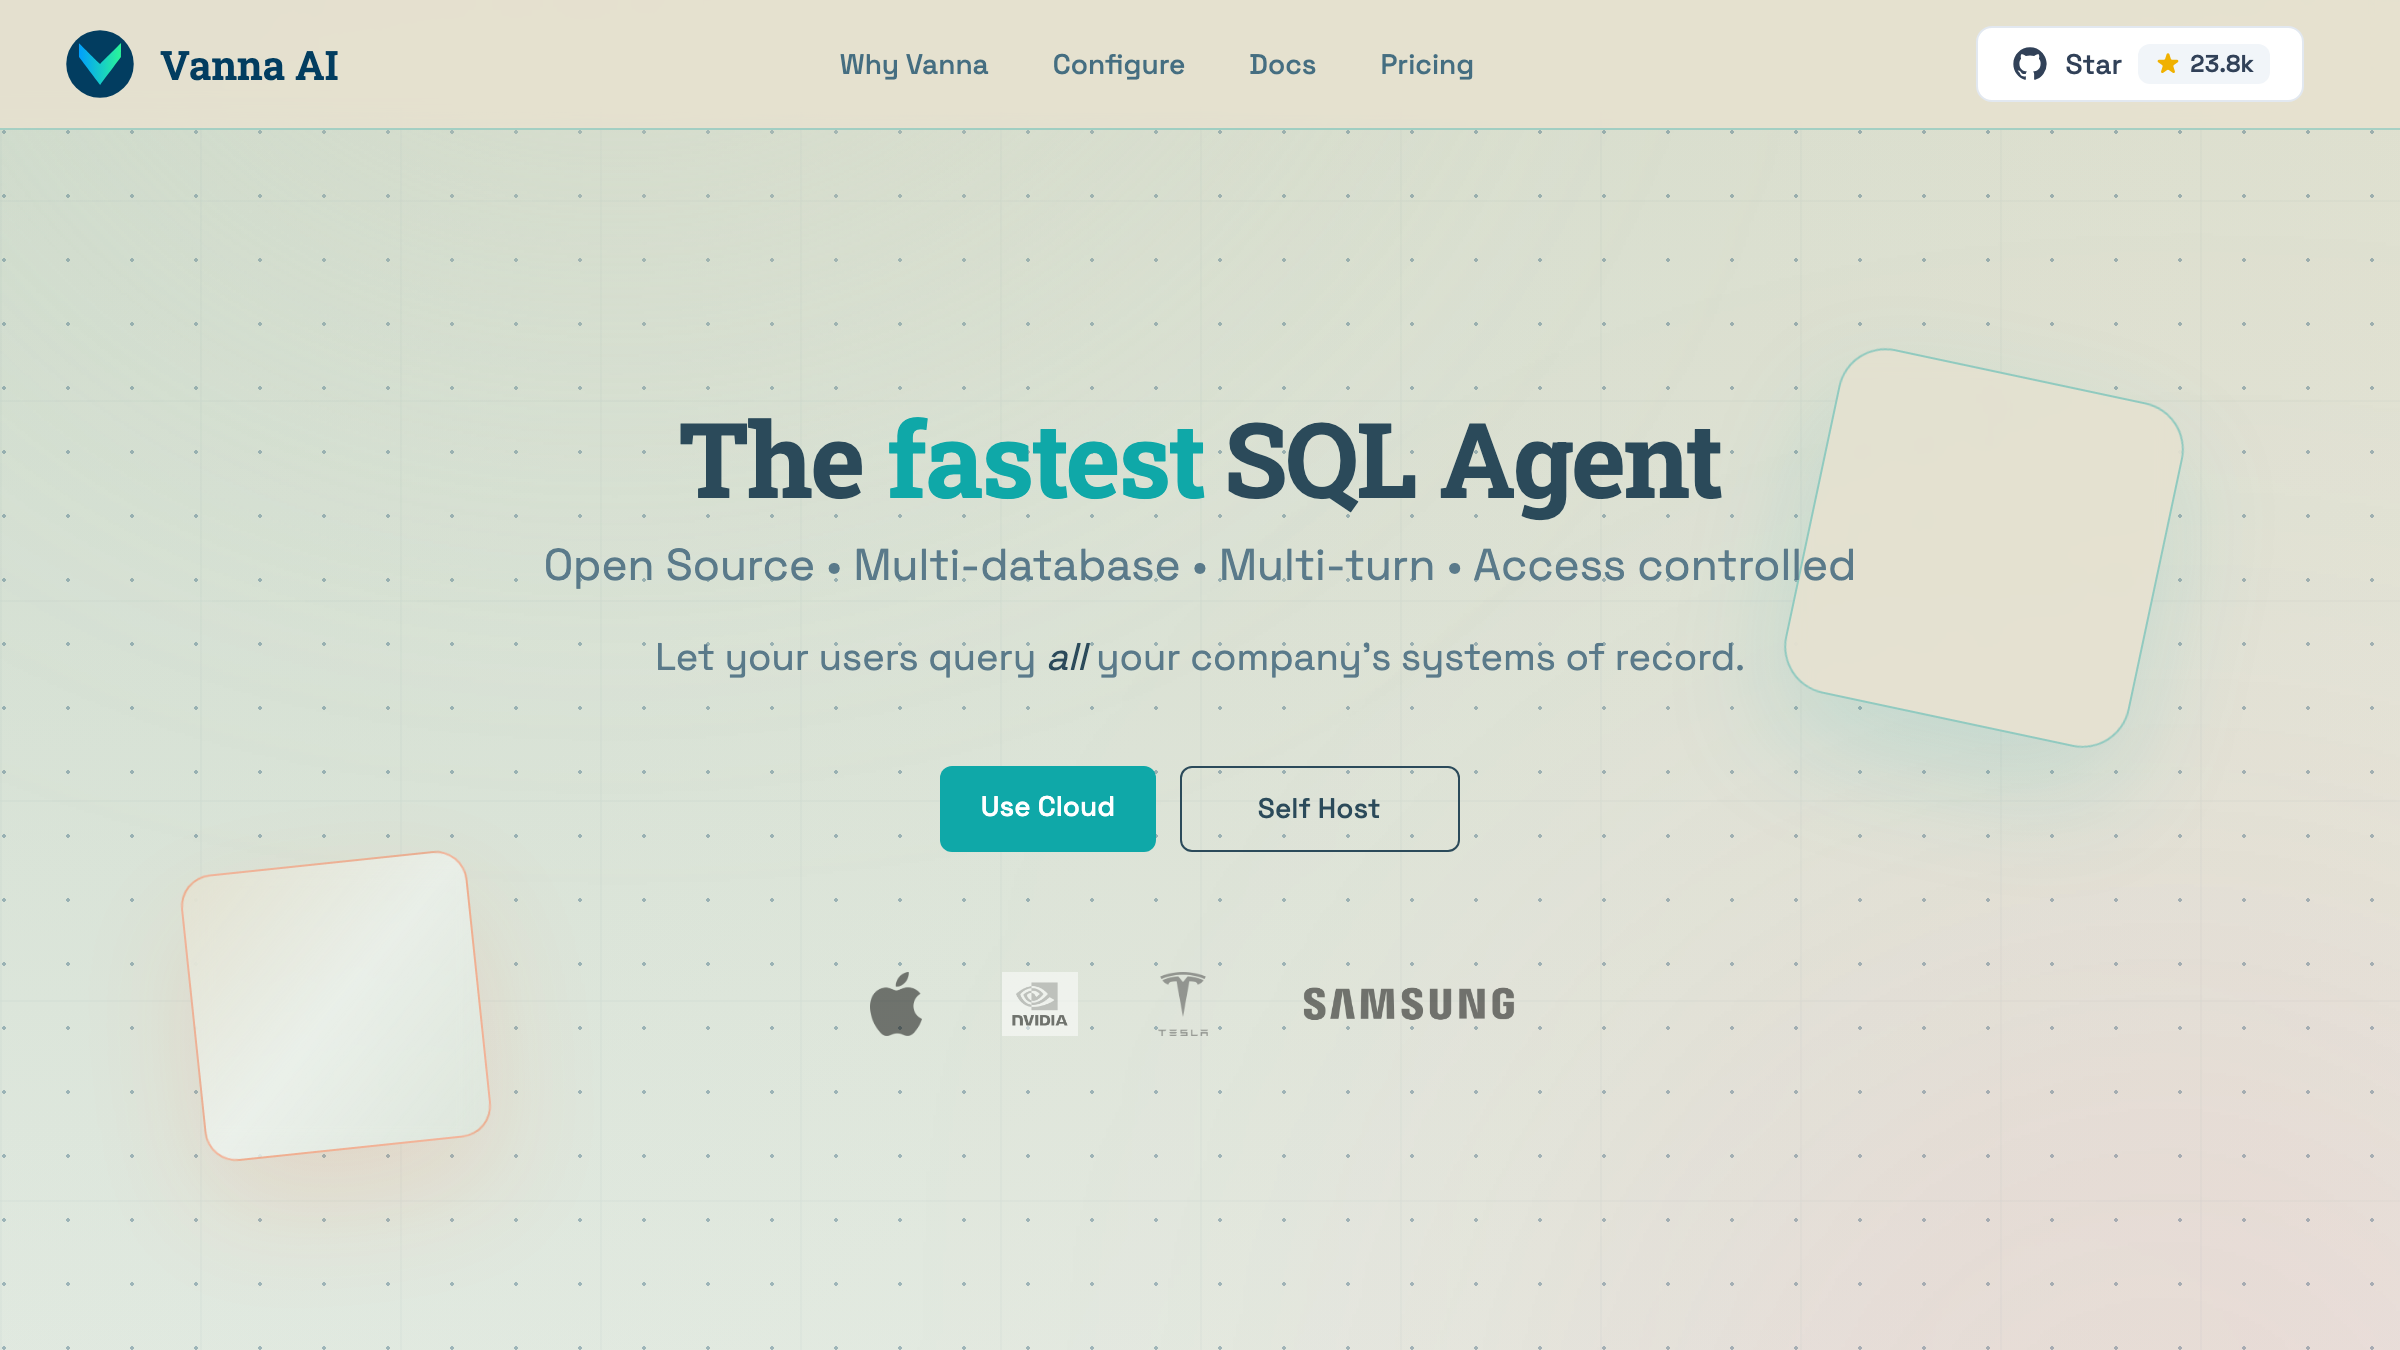 Vanna AI
Why Vanna
Configure
Docs
Pricing
Star
23.8k
The fastest SQL Agent
Open Source • Multi-database • Multi-turn • Access controlled
Let your users query all your company’s systems of record.
Use Cloud
Self Host
NVIDIA
TESLA
SAMSUNG